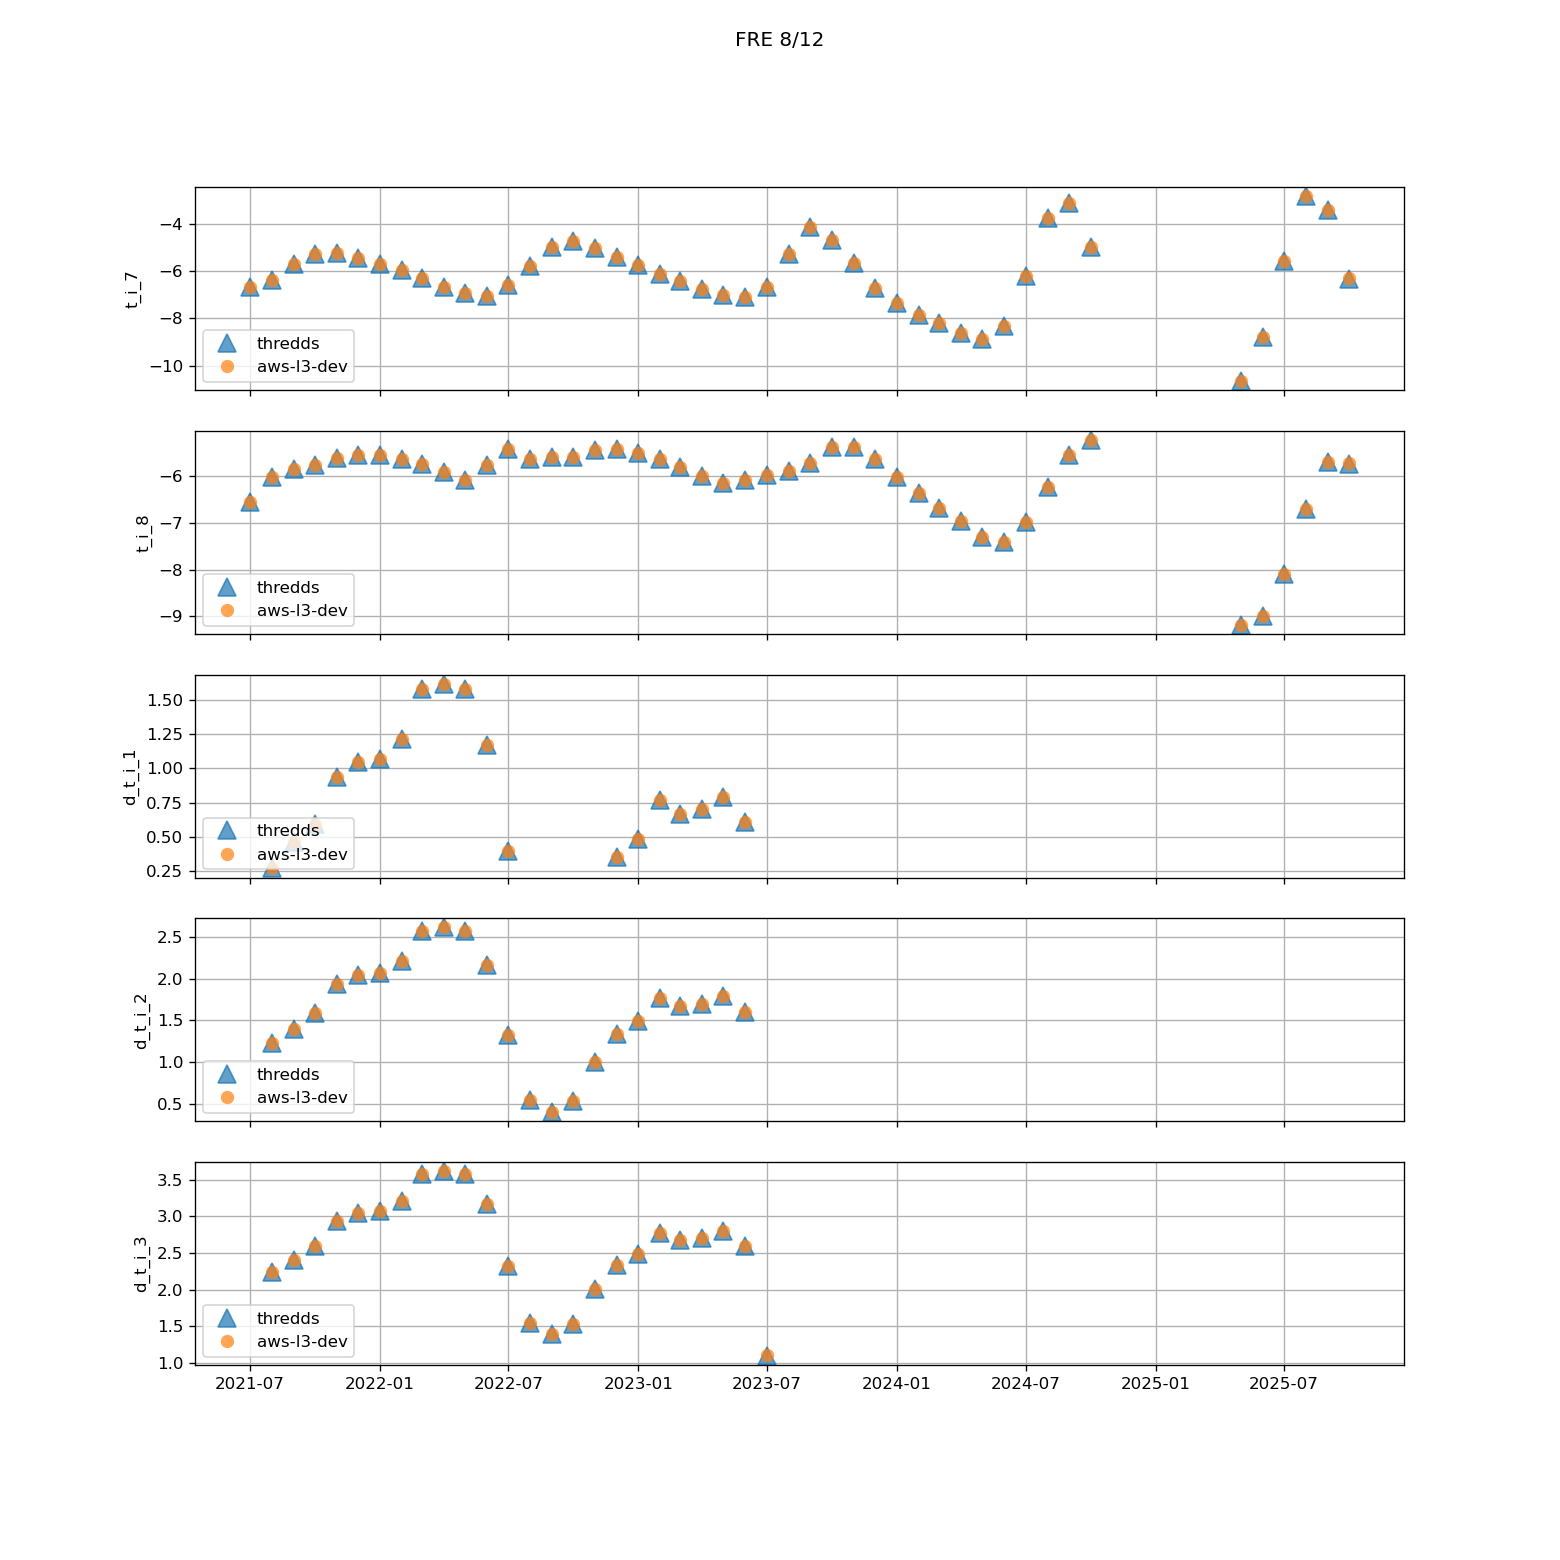 FRE 8/12
t_i_7
−4
−6
−8
−10
thredds
aws-l3-dev
t_i_8
−6
−7
−8
−9
thredds
aws-l3-dev
d_t_i_1
1.50
1.25
1.00
0.75
0.50
0.25
thredds
aws-l3-dev
d_t_i_2
2.5
2.0
1.5
1.0
0.5
thredds
aws-l3-dev
d_t_i_3
3.5
3.0
2.5
2.0
1.5
1.0
thredds
aws-l3-dev
2021-07 2022-01 2022-07 2023-01 2023-07 2024-01 2024-07 2025-01 2025-07